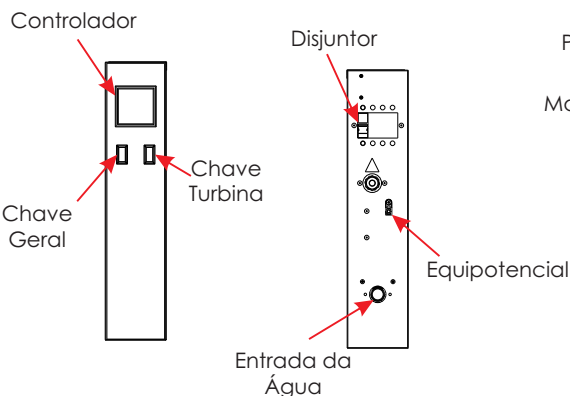 Controlador
Chave
Turbina
Chave
Geral
Disjuntor
Equipotencial
Entrada da
Água